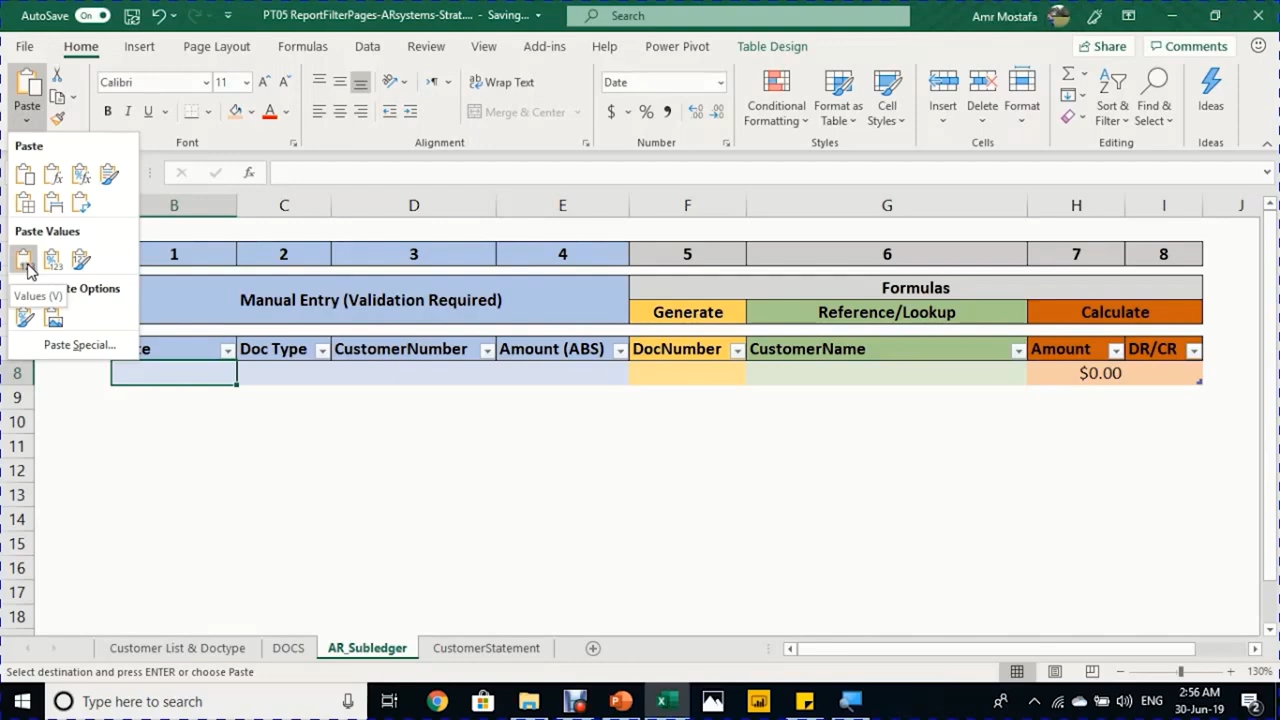 AutoSave On PT05 ReportFilterPages-ARsystems-Strat.... - Saving... Search Amr Mostafa
File Home Insert Page Layout Formulas Data Review View Add-ins Help Power Pivot Table Design Share Comments
Paste Calibri 11 Wrap Text Date Conditional Formatting Format as Table Cell Styles Insert Delete Format Sort & Filter Find & Select Ideas
B I U A Merge & Center $ %
Font Alignment Number Styles Cells Editing Ideas
Paste
fx
B C D E F G H I J
Paste Values
1 2 3 4 5 6 7 8
Values (V)
te Options
Manual Entry (Validation Required) Formulas
Generate Reference/Lookup Calculate
Paste Special...
te Doc Type CustomerNumber Amount (ABS) DocNumber CustomerName Amount DR/CR
8 $0.00
9
10
11
12
13
14
15
16
17
18
Customer List & Doctype DOCS AR_Subledger CustomerStatement
Select destination and press ENTER or choose Paste 130%
Type here to search ENG 2:56 AM
30-Jun-19 2